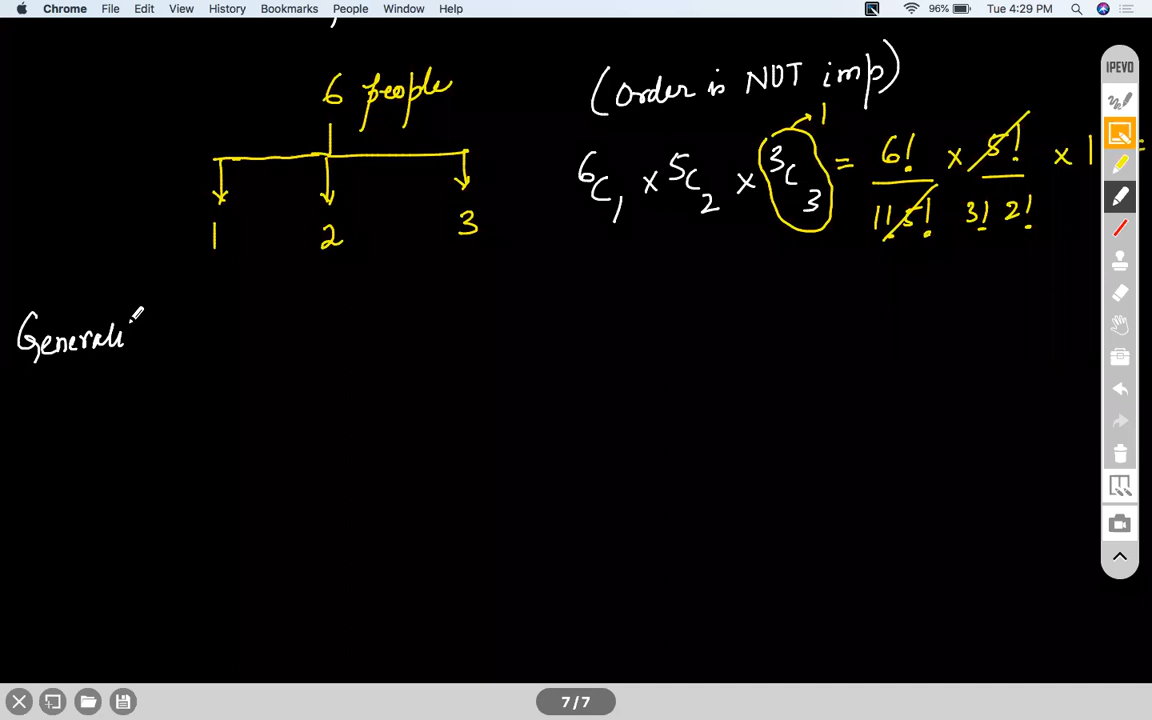 Chrome File Edit View History Bookmarks People Window Help 96% Tue 4:29 PM
IPEVO
6 people
(order is NOT imp)
1
⁶C₁ × ⁵C₂ × ³C₃ = 6! / 1! 5! × 5! / 3! 2! × 1 =
1 2 3
Generali
7 / 7